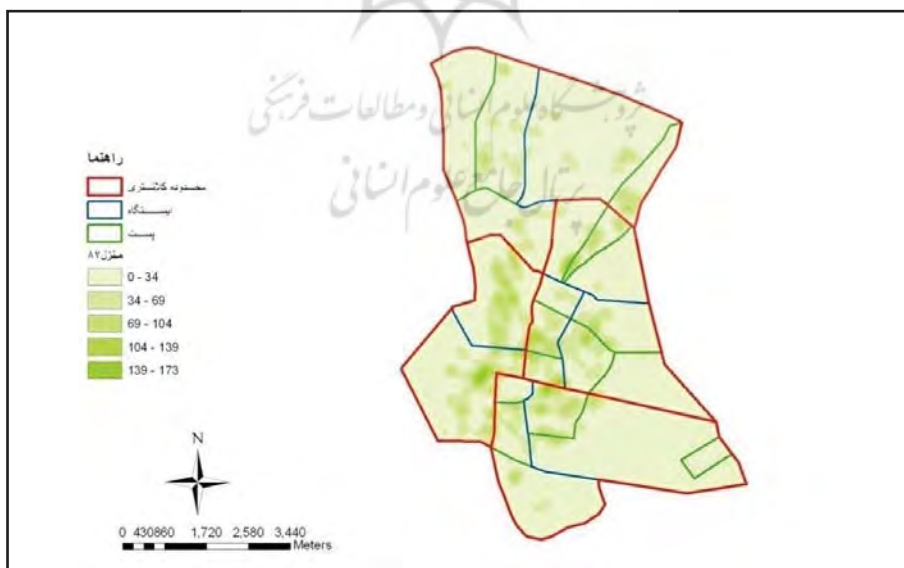 پژوهشگاه علوم انسانی و مطالعات فرهنگی
پرتال جامع علوم انسانی
راهنما
محدوده کلانتری
ایستگاه
پست
منزل۸۷
0 - 34
34 - 69
69 - 104
104 - 139
139 - 173
N
0 430860 1,720 2,580 3,440
Meters